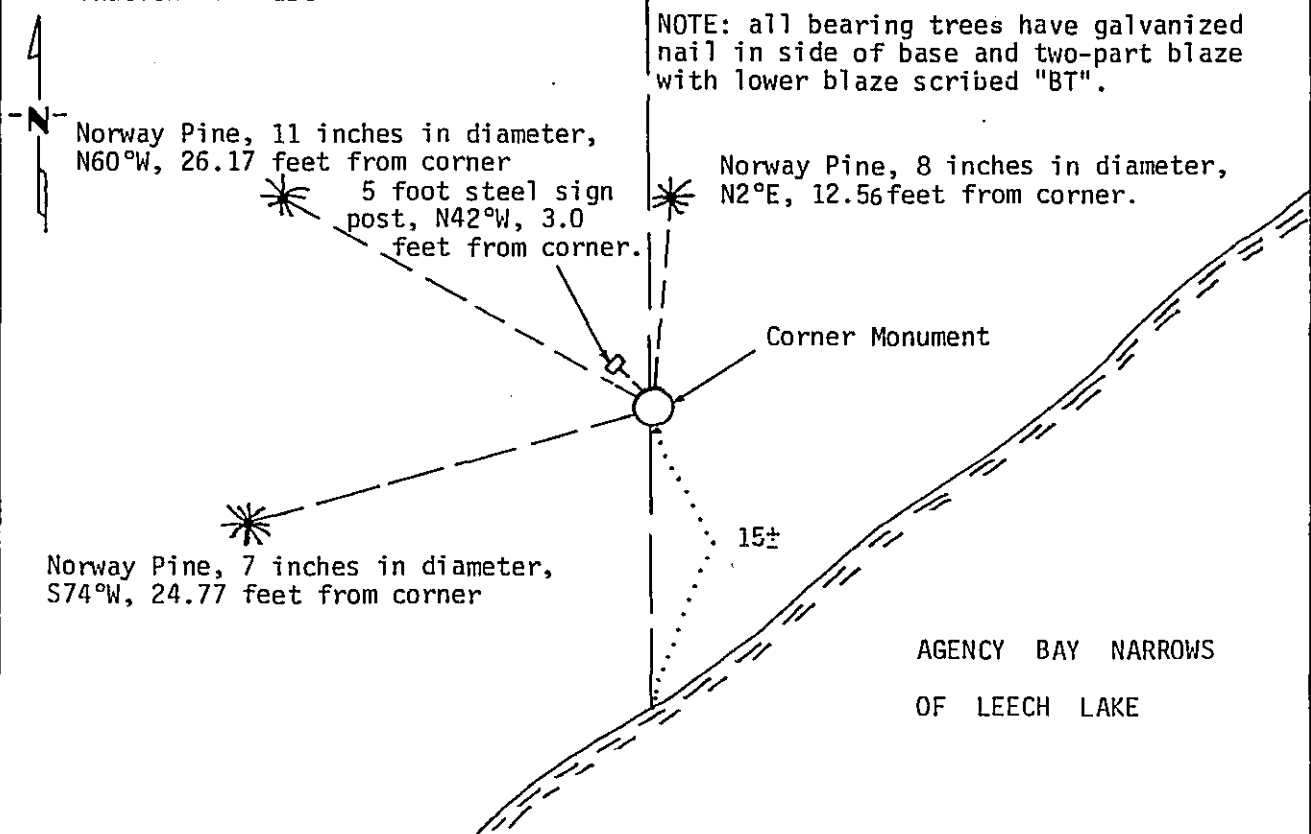 NOTE: all bearing trees have galvanized
nail in side of base and two-part blaze
with lower blaze scribed "BT".
N
Norway Pine, 11 inches in diameter,
N60°W, 26.17 feet from corner
5 foot steel sign
post, N42°W, 3.0
feet from corner.
Norway Pine, 8 inches in diameter,
N2°E, 12.56feet from corner.
Corner Monument
15±
Norway Pine, 7 inches in diameter,
S74°W, 24.77 feet from corner
AGENCY BAY NARROWS
OF LEECH LAKE